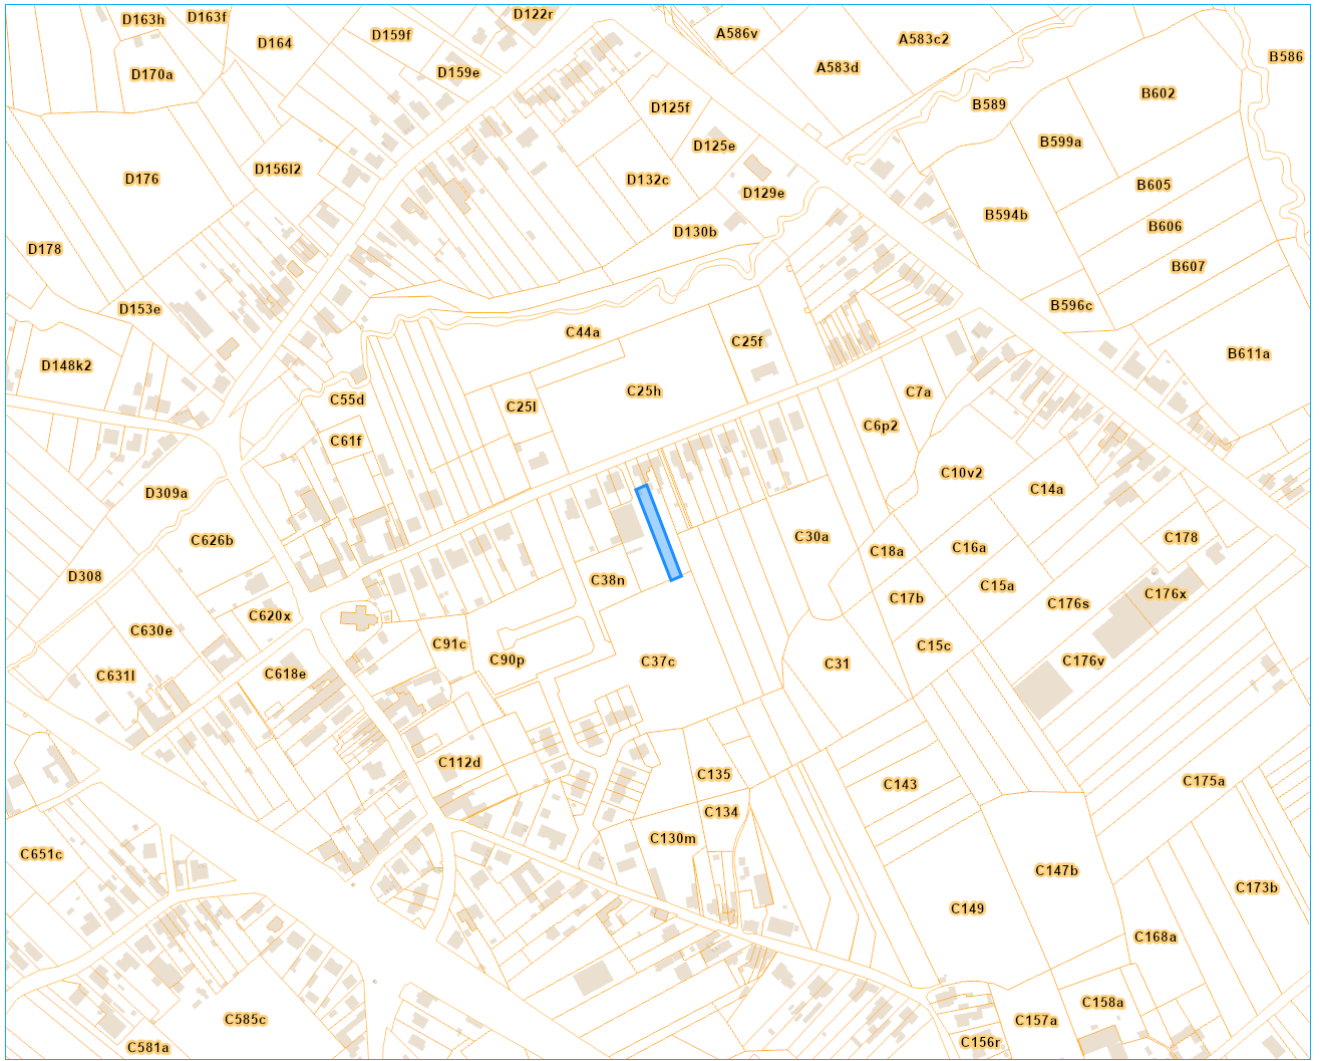 D163h
D163f
D122r
D159f
A586v
A583c2
D164
B586
A583d
D170a
D159e
B602
B589
D125f
B599a
D125e
D156l2
D176
D132c
B605
D129e
B594b
B606
D130b
D178
B607
B596c
D153e
C44a
C25f
B611a
D148k2
C25h
C7a
C55d
C25l
C6p2
C61f
C10v2
C14a
D309a
C30a
C178
C626b
C16a
C18a
D308
C38n
C15a
C176x
C17b
C176s
C620x
C630e
C91c
C15c
C90p
C37c
C31
C176v
C631l
C618e
C112d
C135
C175a
C143
C134
C130m
C651c
C147b
C173b
C149
C168a
C158a
C585c
C157a
C156r
C581a